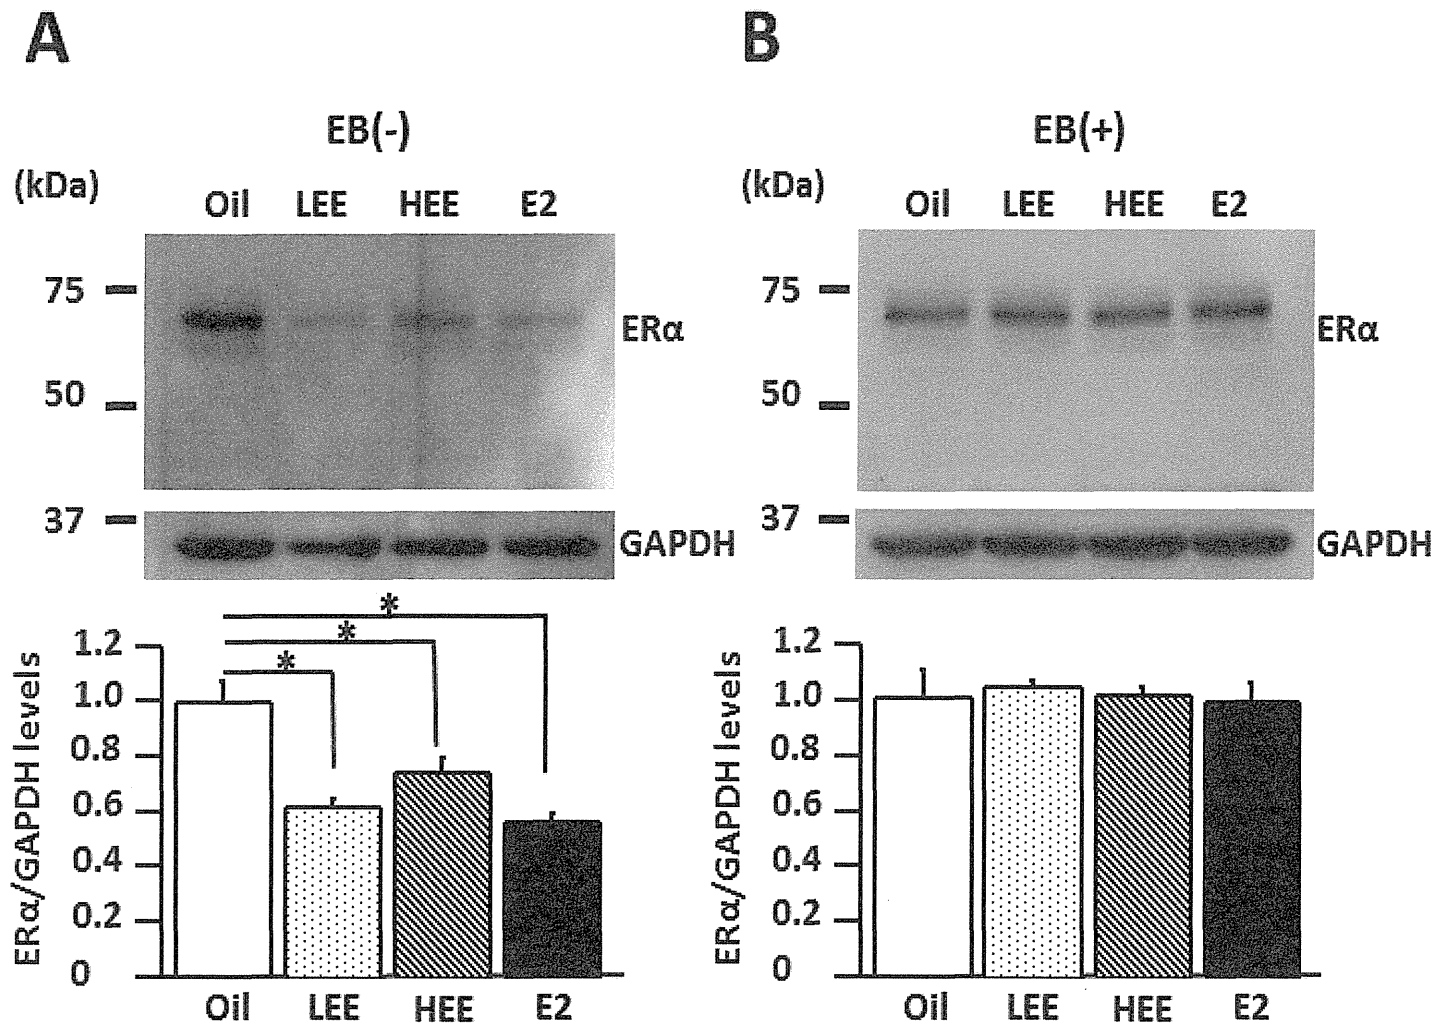 A
EB(-)
(kDa)
Oil LEE HEE E2
75
ERα
50
37
GAPDH
*
*
*
1.2
1.0
0.8
0.6
0.4
0.2
0
ERα/GAPDH levels
Oil LEE HEE E2
B
EB(+)
(kDa)
Oil LEE HEE E2
75
ERα
50
37
GAPDH
1.2
1.0
0.8
0.6
0.4
0.2
0
ERα/GAPDH levels
Oil LEE HEE E2